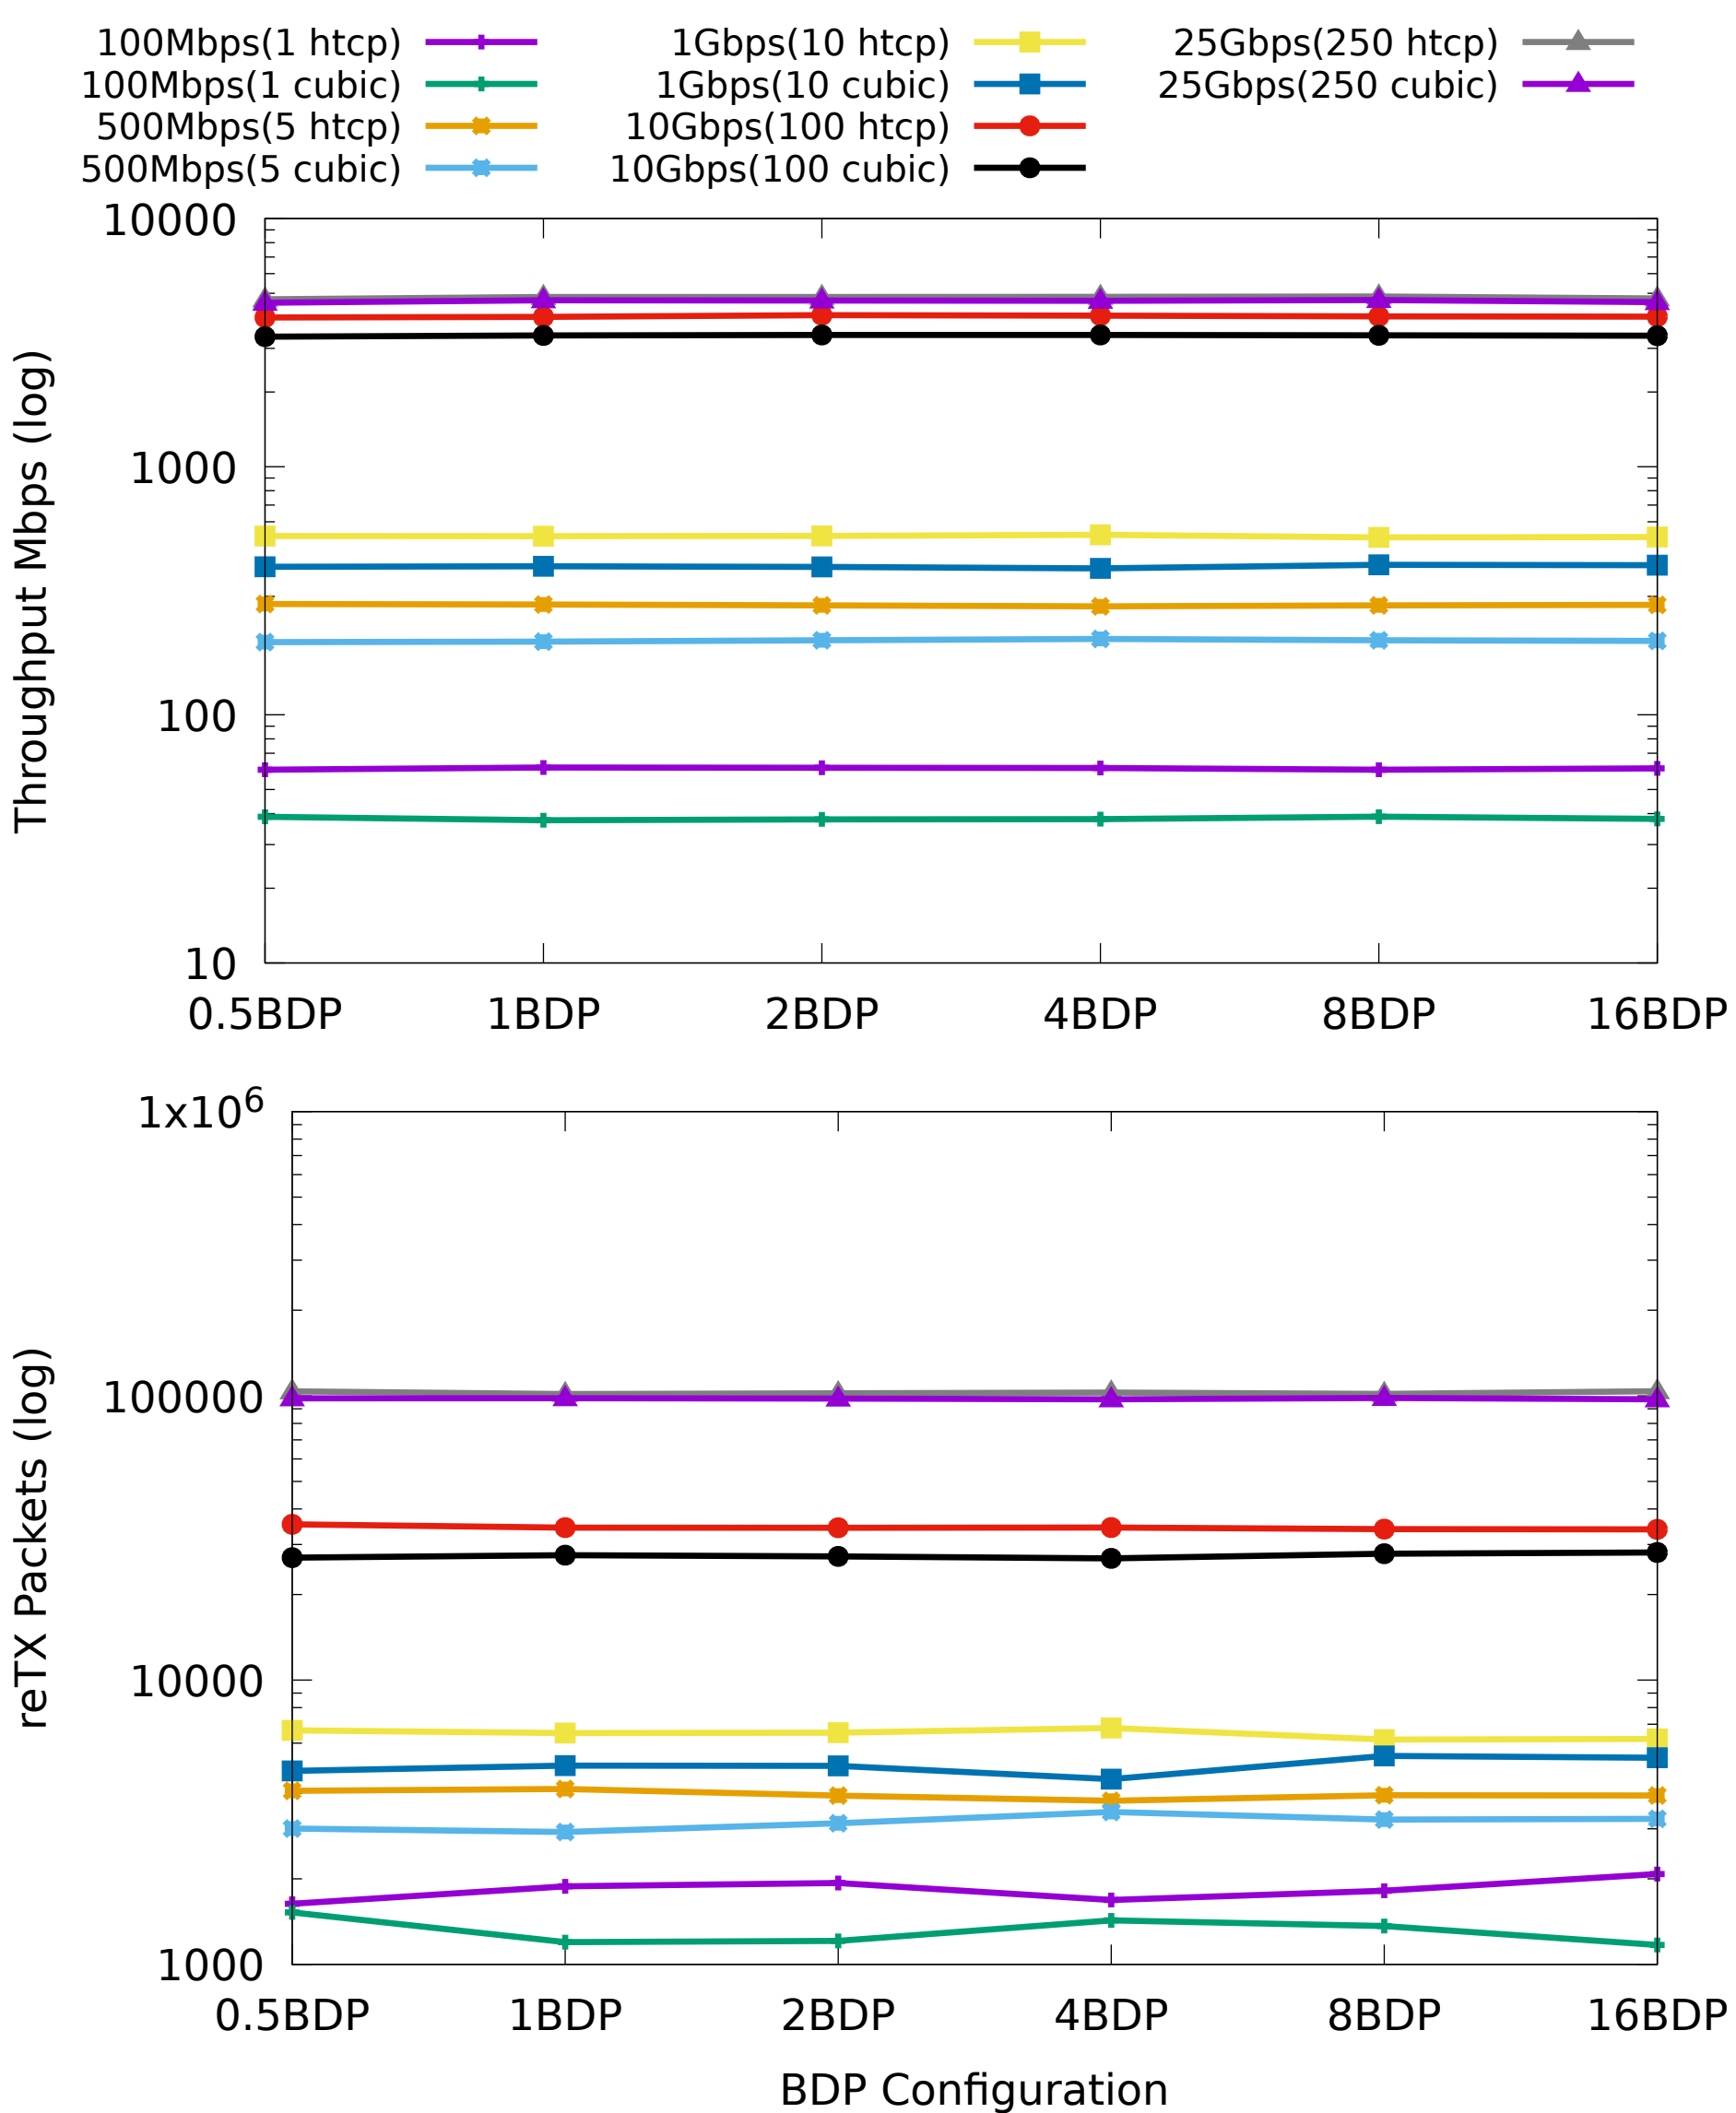 100Mbps(1 htcp)
100Mbps(1 cubic)
500Mbps(5 htcp)
500Mbps(5 cubic)
1Gbps(10 htcp)
1Gbps(10 cubic)
10Gbps(100 htcp)
10Gbps(100 cubic)
25Gbps(250 htcp)
25Gbps(250 cubic)
Throughput Mbps (log)
10000
1000
100
10
0.5BDP 1BDP 2BDP 4BDP 8BDP 16BDP
reTX Packets (log)
1x10⁶
100000
10000
1000
0.5BDP 1BDP 2BDP 4BDP 8BDP 16BDP
BDP Configuration